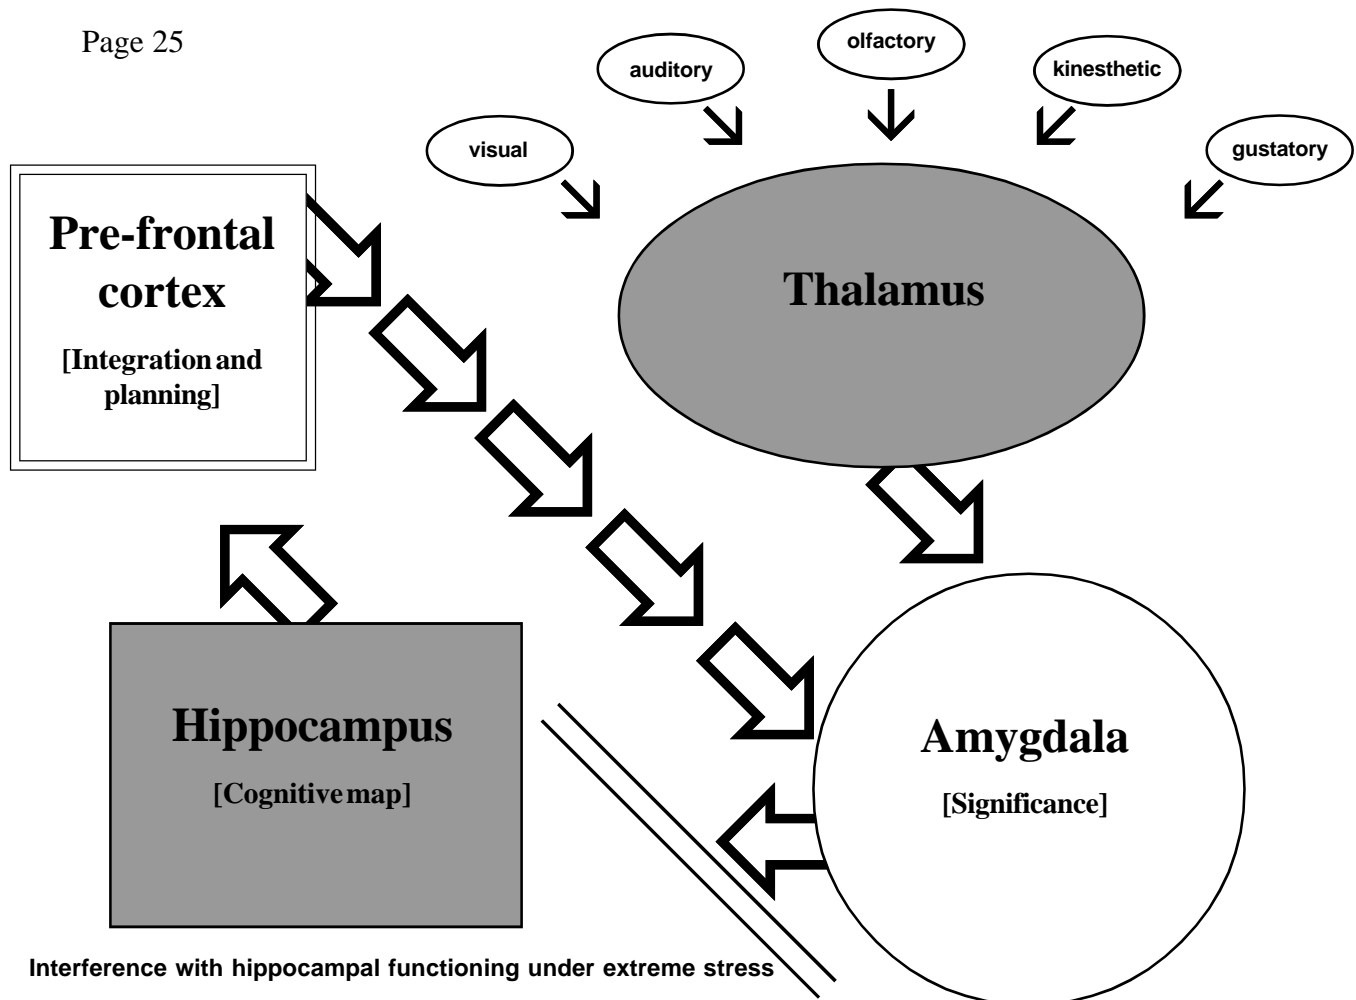 Page 25
olfactory
auditory
kinesthetic
visual
gustatory
Pre-frontal
cortex
[Integration and
planning]
Thalamus
Hippocampus
[Cognitive map]
Amygdala
[Significance]
Interference with hippocampal functioning under extreme stress